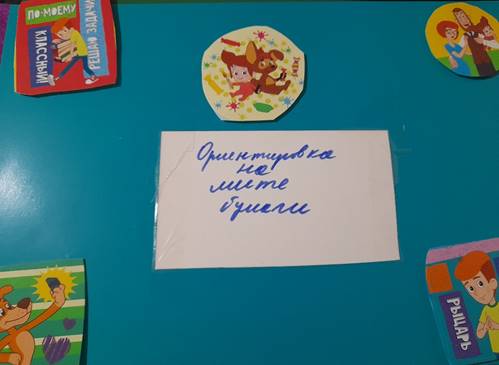 ПО-МОЕМУ
КЛАССНЫЙ
РЕШАЮ ЗАДАЧИ
Ориентировка
на
листе
бумаги
РЫЦАРЬ